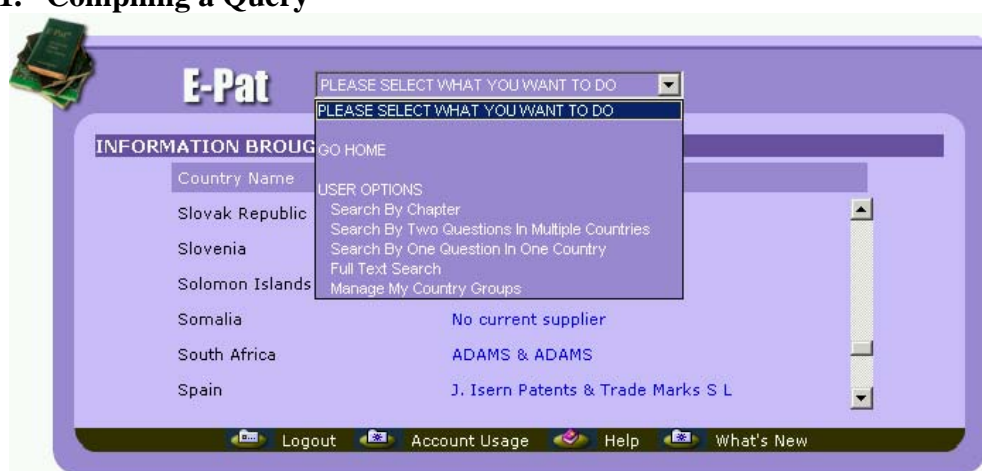 1. Compiling a Query
E-Pat
PLEASE SELECT WHAT YOU WANT TO DO
PLEASE SELECT WHAT YOU WANT TO DO
INFORMATION BROUG
GO HOME
Country Name
USER OPTIONS
Search By Chapter
Search By Two Questions In Multiple Countries
Search By One Question In One Country
Full Text Search
Manage My Country Groups
Slovak Republic
Slovenia
Solomon Islands
Somalia No current supplier
South Africa ADAMS & ADAMS
Spain J. Isern Patents & Trade Marks S L
Logout Account Usage Help What's New